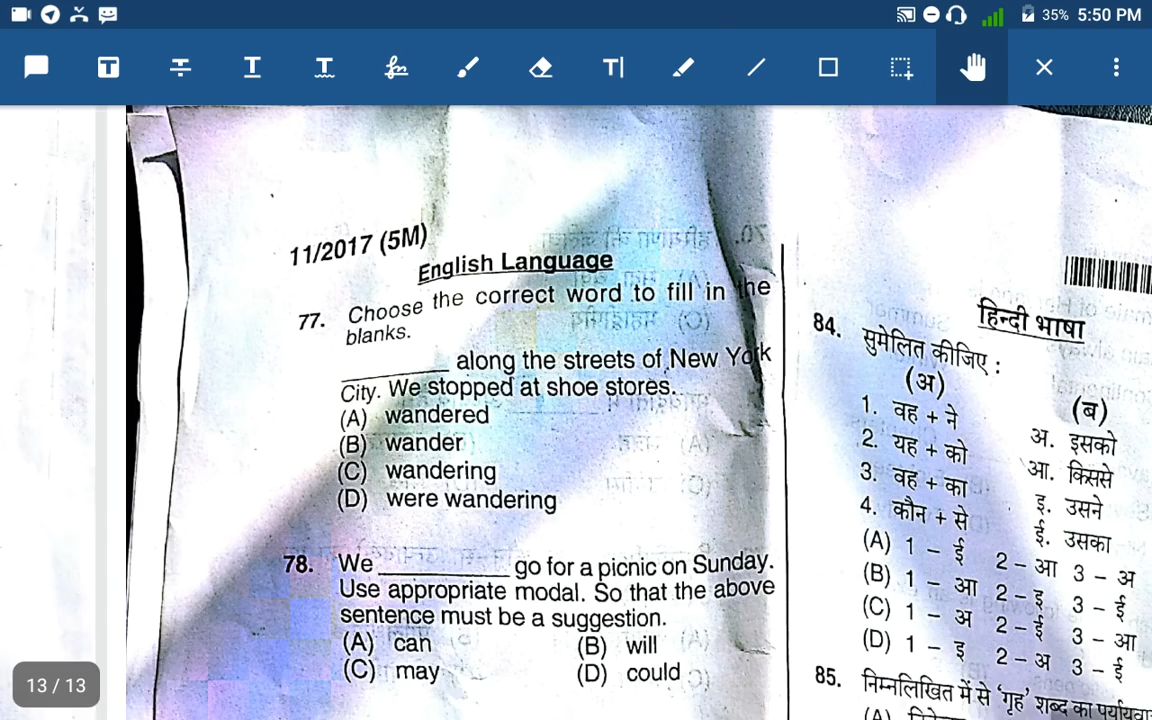 35% 5:50 PM
11/2017 (5M)
English Language
77. Choose the correct word to fill in the
blanks.
__________ along the streets of New York
City. We stopped at shoe stores.
(A) wandered
(B) wander
(C) wandering
(D) were wandering
78. We __________ go for a picnic on Sunday.
Use appropriate modal. So that the above
sentence must be a suggestion.
(A) can (B) will
(C) may (D) could
13 / 13
हिन्दी भाषा
84. सुमेलित कीजिए :
(अ) (ब)
1. वह + ने अ. इसको
2. यह + को आ. किससे
3. वह + का इ. उसने
4. कौन + से ई. उसका
(A) 1 – ई 2 – आ 3 – अ
(B) 1 – आ 2 – इ 3 – ई
(C) 1 – अ 2 – ई 3 – आ
(D) 1 – इ 2 – अ 3 – ई
85. निम्नलिखित में से 'गृह' शब्द का
(A)